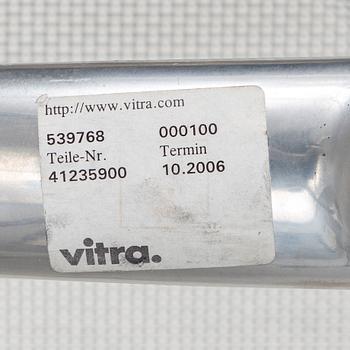 http://www.vitra.com
539768 000100
Teile-Nr. Termin
41235900 10.2006
vitra.